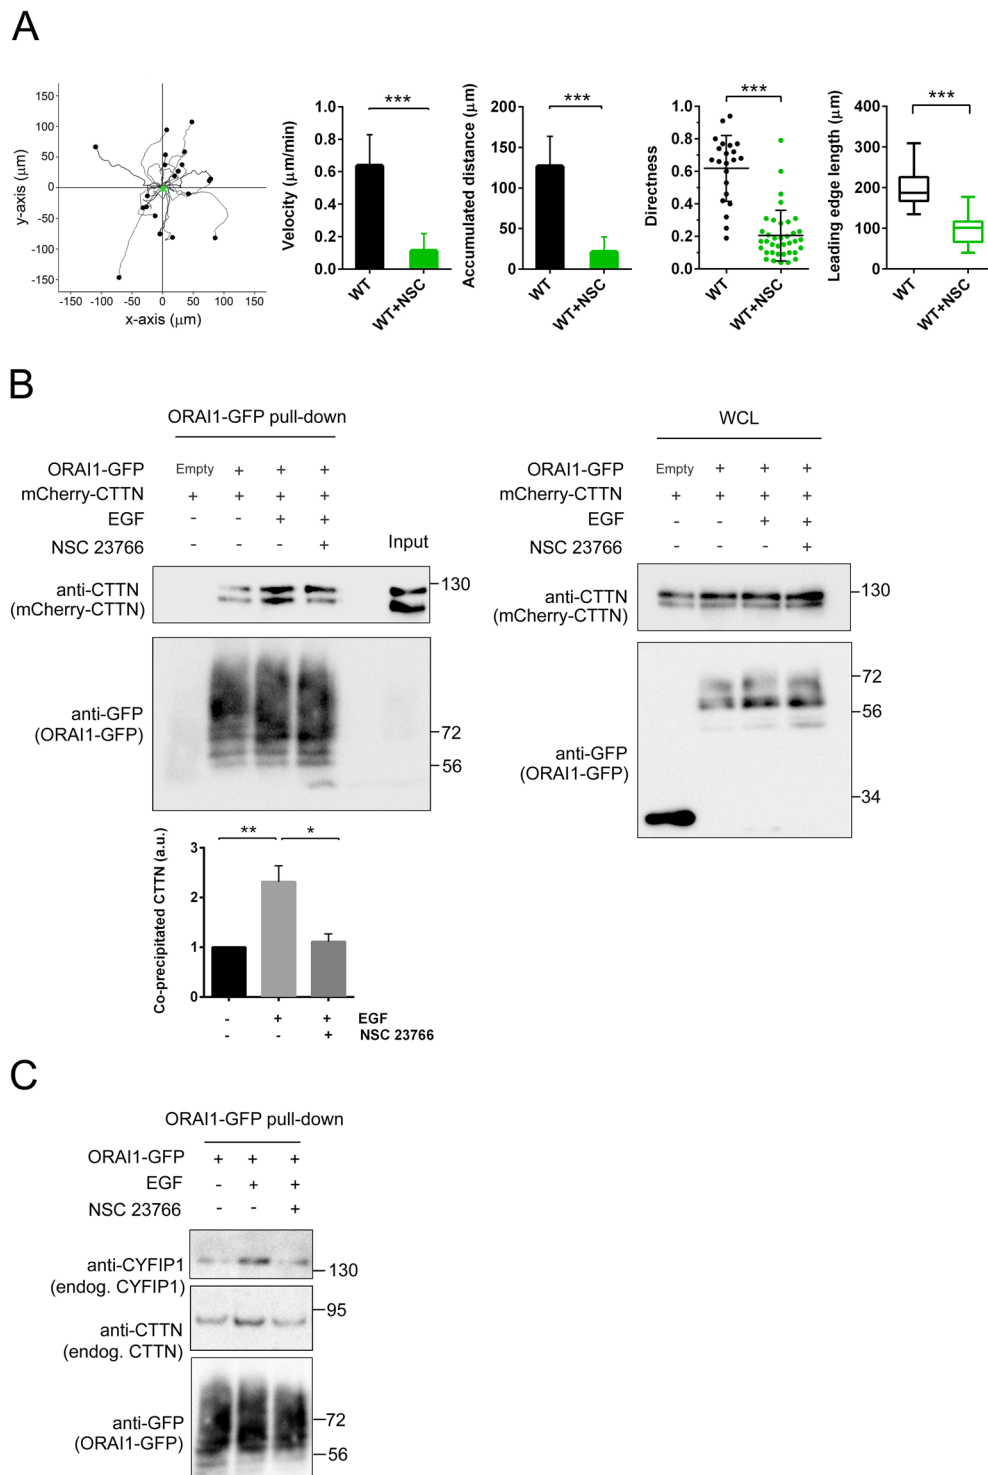 A
150
100
50
0
-50
-100
-150
y-axis (μm)
-150 -100 -50 0 50 100 150
x-axis (μm)
***
1.0
0.8
0.6
0.4
0.2
0.0
Velocity (μm/min)
WT
WT+NSC
***
200
150
100
50
0
Accumulated distance (μm)
WT
WT+NSC
***
1.0
0.8
0.6
0.4
0.2
0.0
Directness
WT
WT+NSC
***
400
300
200
100
0
Leading edge length (μm)
WT
WT+NSC
B
ORAI1-GFP pull-down
ORAI1-GFP Empty + + +
mCherry-CTTN + + + +
EGF - - + +
NSC 23766 - - - +
Input
anti-CTTN
(mCherry-CTTN)
130
anti-GFP
(ORAI1-GFP)
72
56
WCL
ORAI1-GFP Empty + + +
mCherry-CTTN + + + +
EGF - - + +
NSC 23766 - - - +
anti-CTTN
(mCherry-CTTN)
130
anti-GFP
(ORAI1-GFP)
72
56
34
** *
3
2
1
0
Co-precipitated CTTN (a.u.)
- + + EGF
- - + NSC 23766
C
ORAI1-GFP pull-down
ORAI1-GFP + + +
EGF - + +
NSC 23766 - - +
anti-CYFIP1
(endog. CYFIP1)
130
95
anti-CTTN
(endog. CTTN)
anti-GFP
(ORAI1-GFP)
72
56